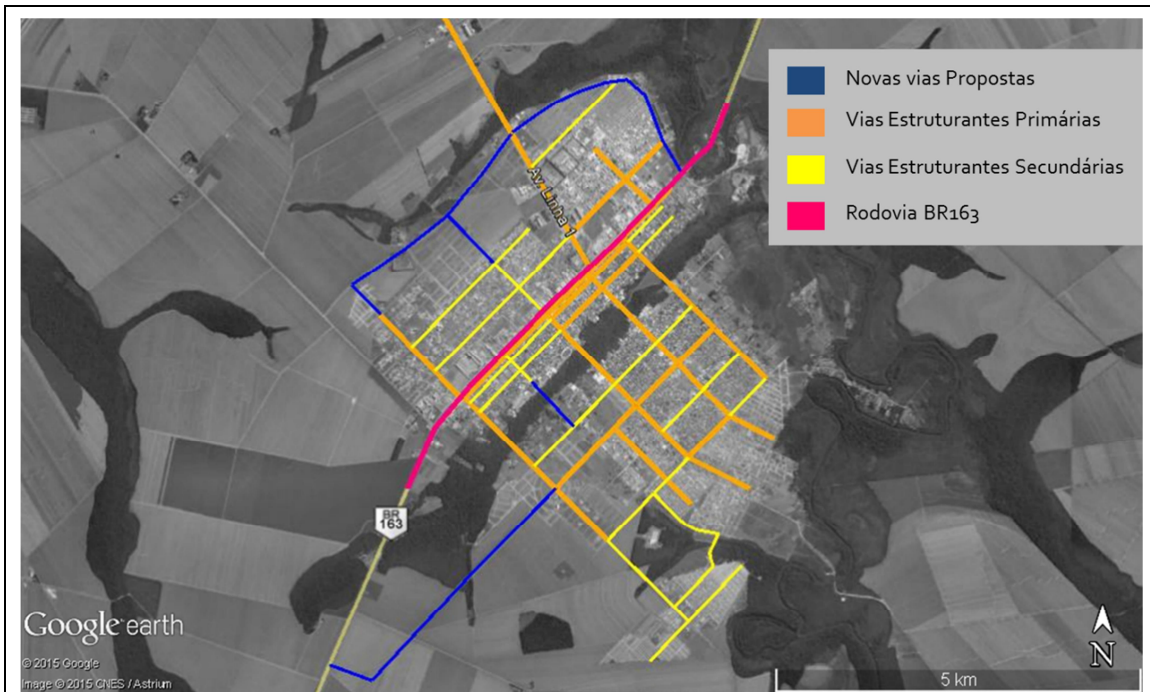 Novas vias Propostas
Vias Estruturantes Primárias
Vias Estruturantes Secundárias
Rodovia BR163
Av. Linha 1
BR
163
Google earth
© 2015 Google
Image © 2015 CNES / Astrium
N
5 km